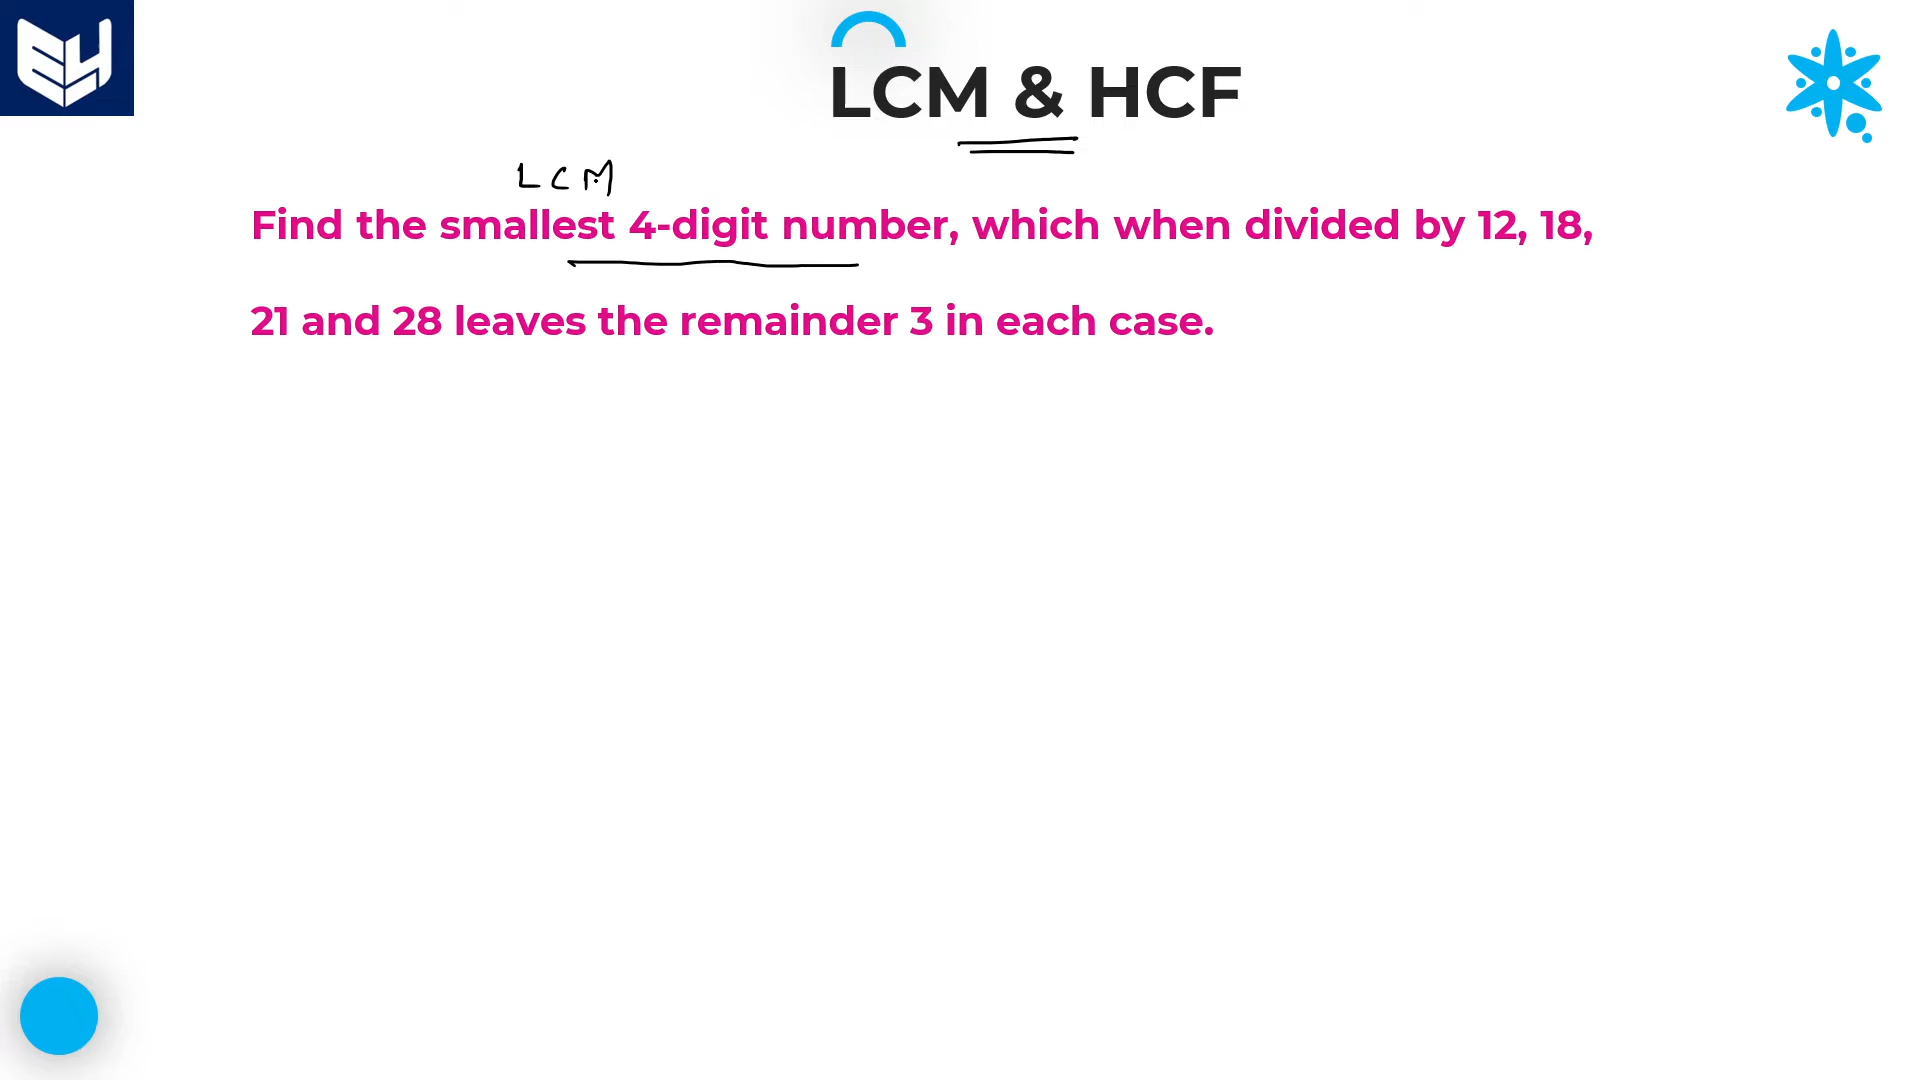 LCM & HCF
LCM
Find the smallest 4-digit number, which when divided by 12, 18,
21 and 28 leaves the remainder 3 in each case.